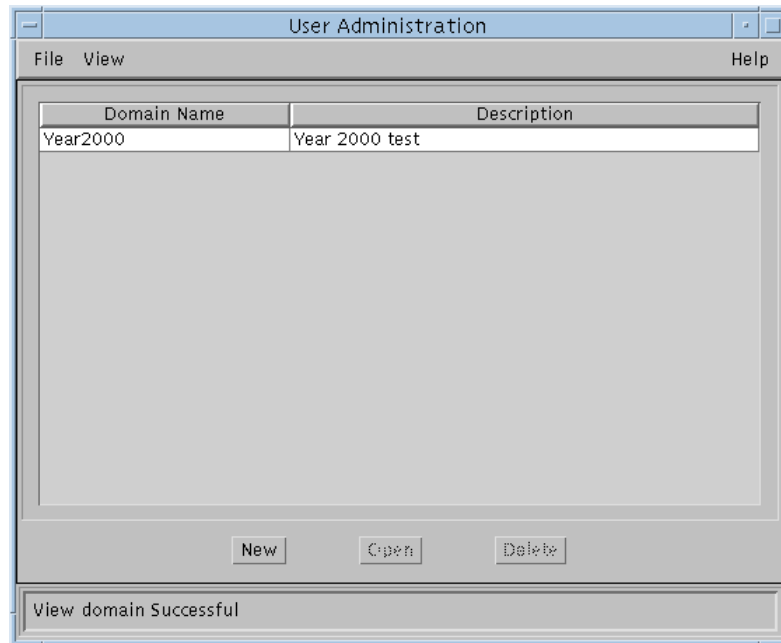 User Administration
File View Help
Domain Name Description
Year2000 Year 2000 test
New Open Delete
View domain Successful